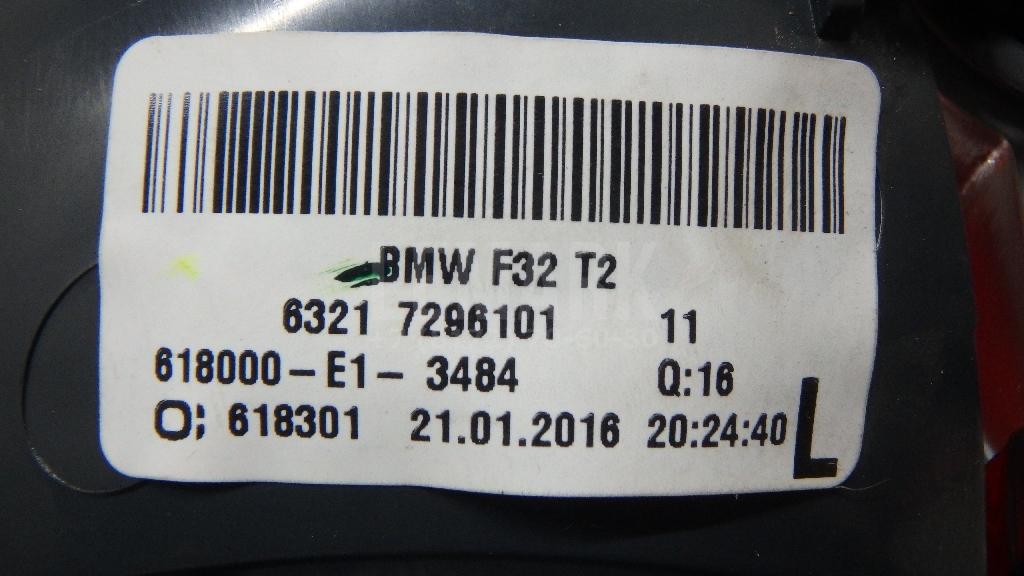 BMW F32 T2
6321 7296101 11
618000-E1- 3484 Q:16
O; 618301 21.01.2016 20:24:40 L